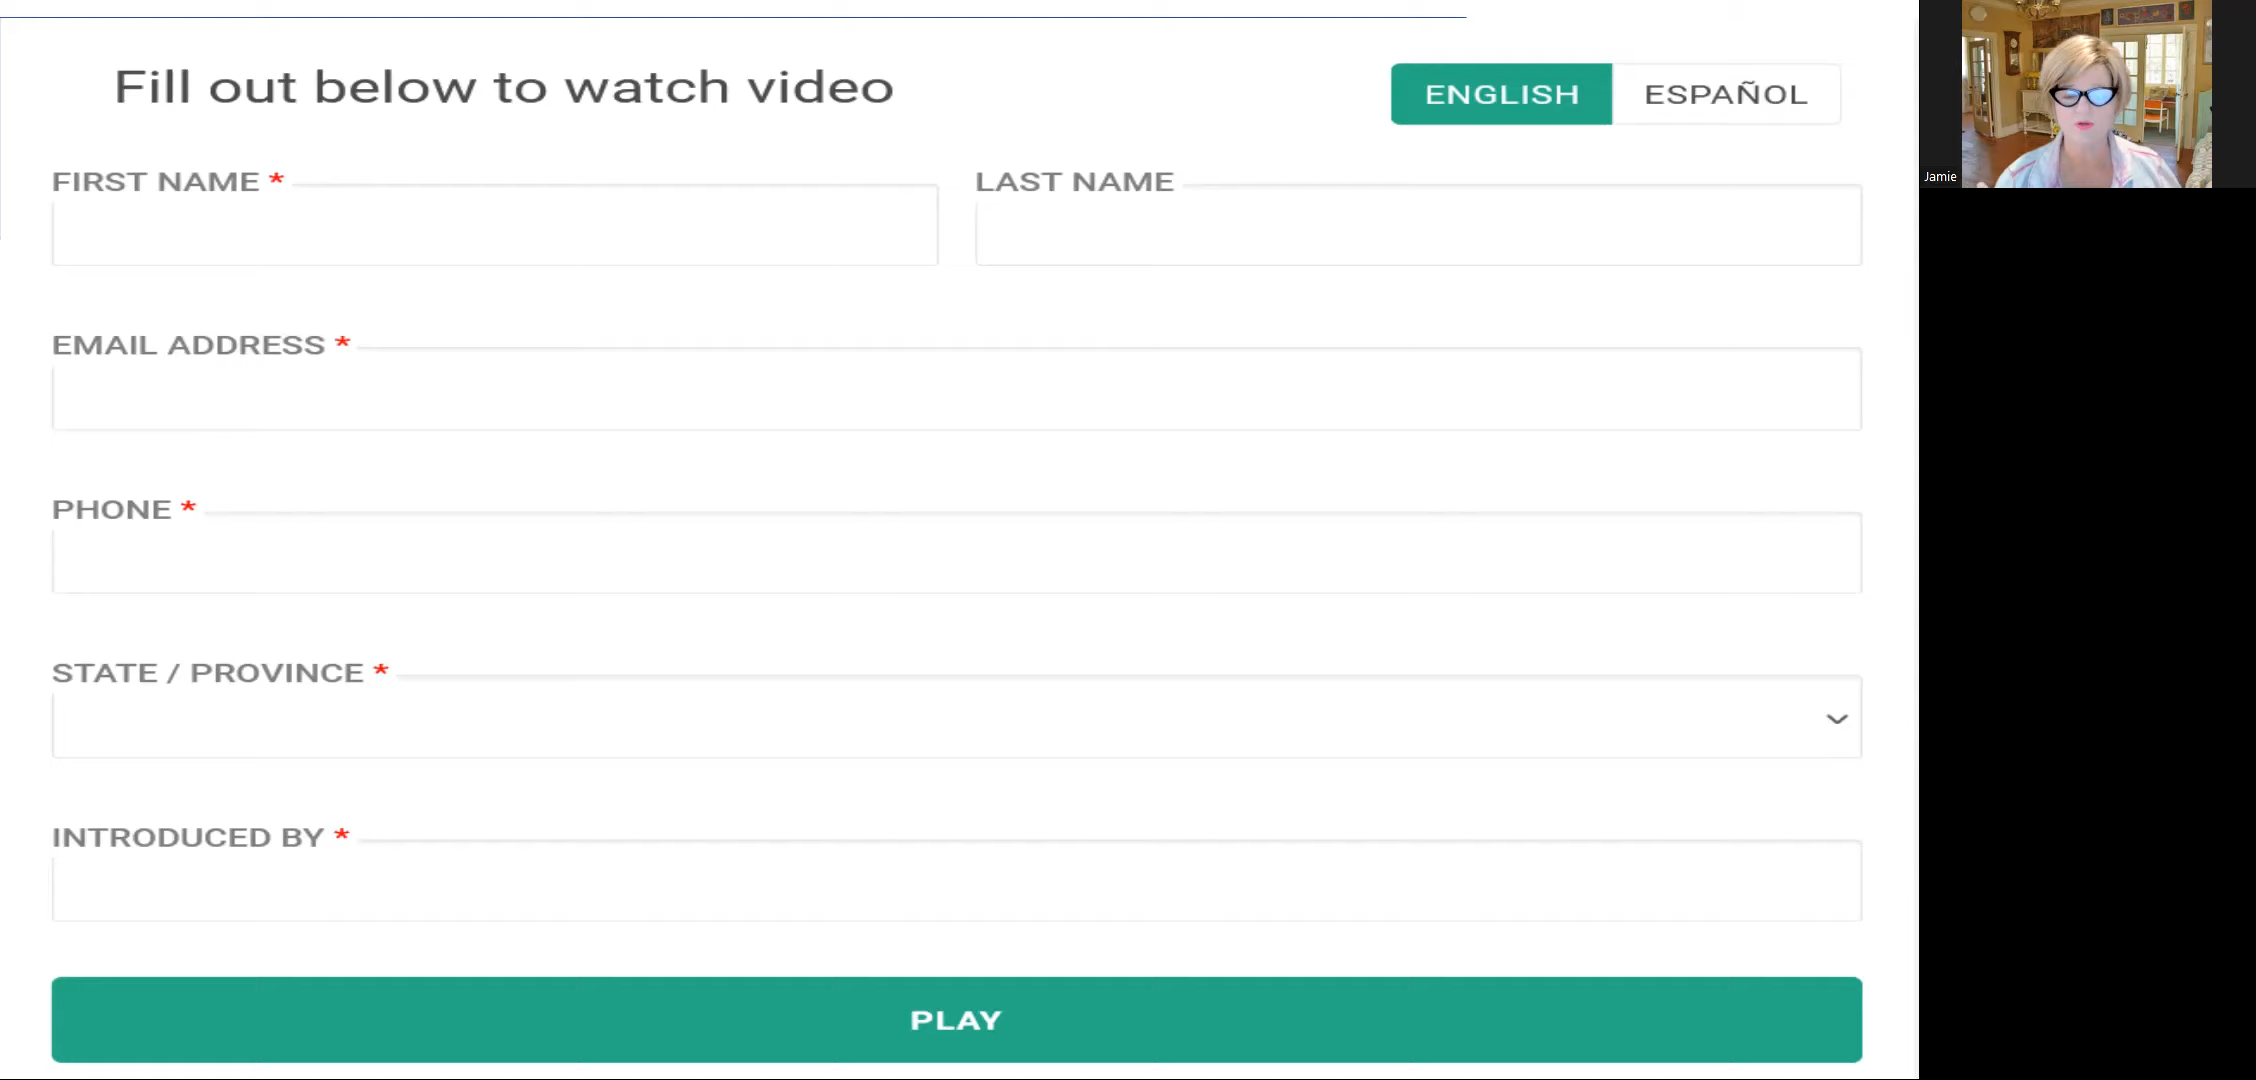 Fill out below to watch video
ENGLISH ESPAÑOL
FIRST NAME * LAST NAME
EMAIL ADDRESS *
PHONE *
STATE / PROVINCE *
INTRODUCED BY *
PLAY
Jamie